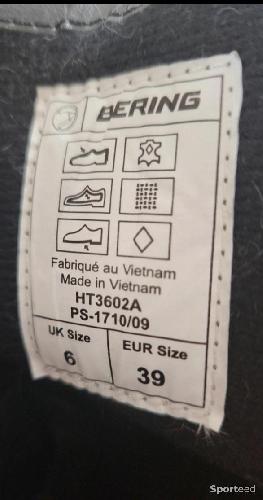 BERING
Fabriqué au Vietnam
Made in Vietnam
HT3602A
PS-1710/09
UK Size
EUR Size
6
39
Sporteed